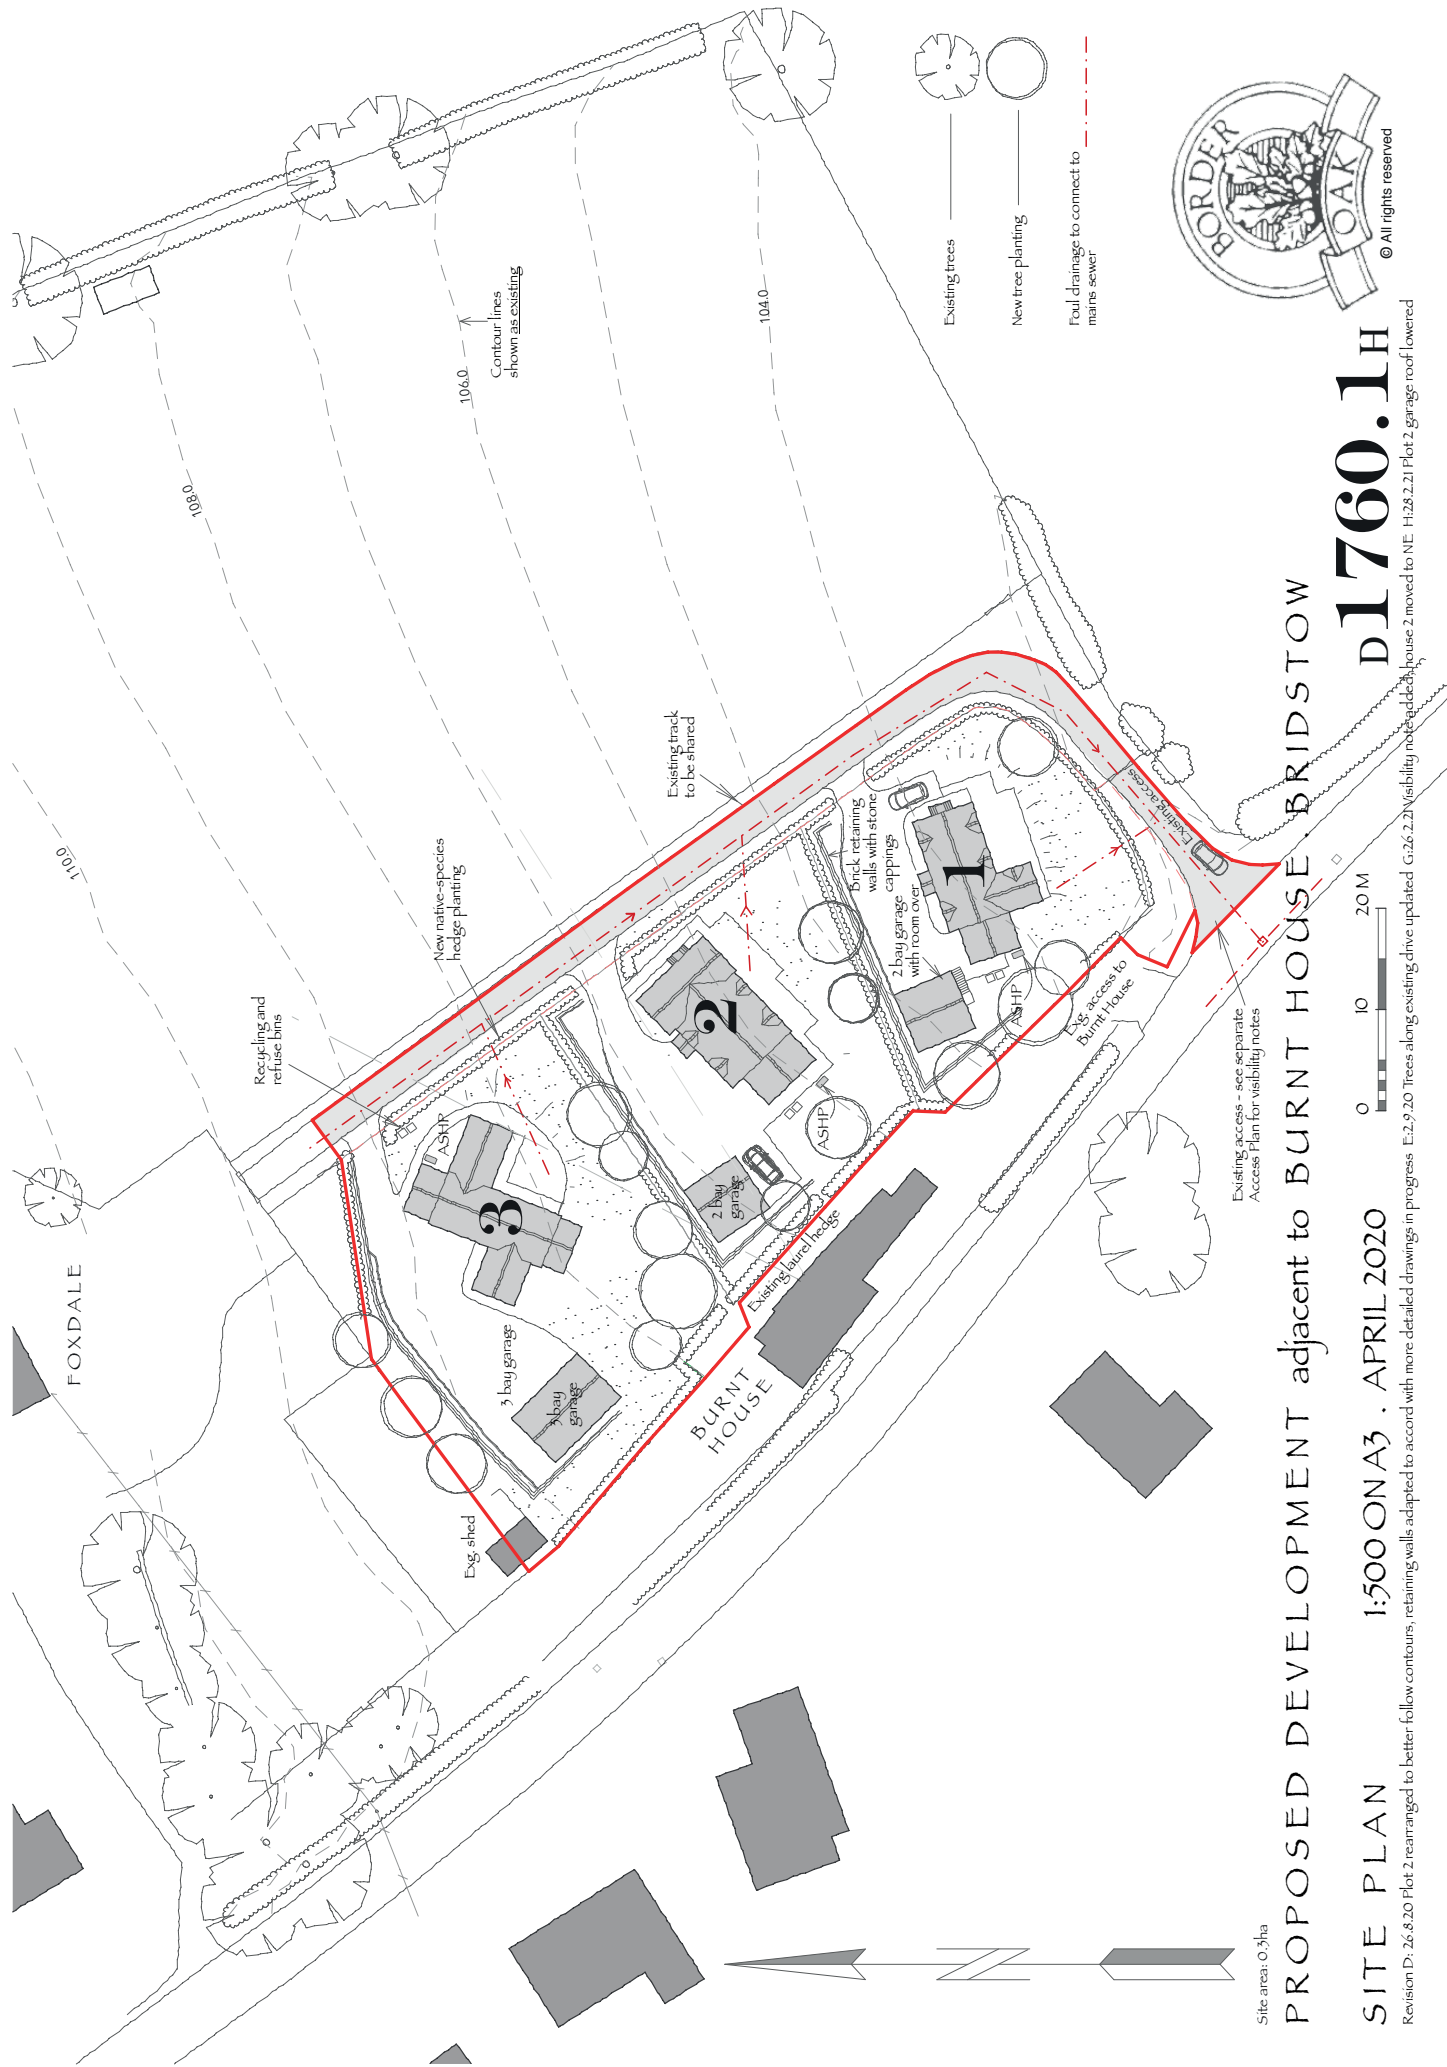 FOXDALE
110.0
108.0
106.0
104.0
Contour lines
shown as existing
Recycling and
refuse bins
New native-species
hedge planting
Existing track
to be shared
ASHP
3
3 bay garage
3 bay
garage
Exg. shed
2
2 bay
garage
ASHP
Existing laurel hedge
BURNT
HOUSE
Brick retaining
walls with stone
cappings
2 bay garage
with room over
1
ASHP
Exg. access to
Burnt House
Existing access
Existing access - see separate
Access Plan for visibility notes
Existing trees
New tree planting
Foul drainage to connect to
mains sewer
BORDER
OAK
© All rights reserved
Site area: 0.3ha
PROPOSED DEVELOPMENT adjacent to BURNT HOUSE . BRIDSTOW
0 10 20 M
SITE PLAN 1:500 ON A3 . APRIL 2020 D1760.1H
Revision D: 26.8.20 Plot 2 rearranged to better follow contours, retaining walls adapted to accord with more detailed drawings in progress E:2.9.20 Trees along existing drive updated G:26.2.21 Visibility note added, house 2 moved to NE H:28.2.21 Plot 2 garage roof lowered